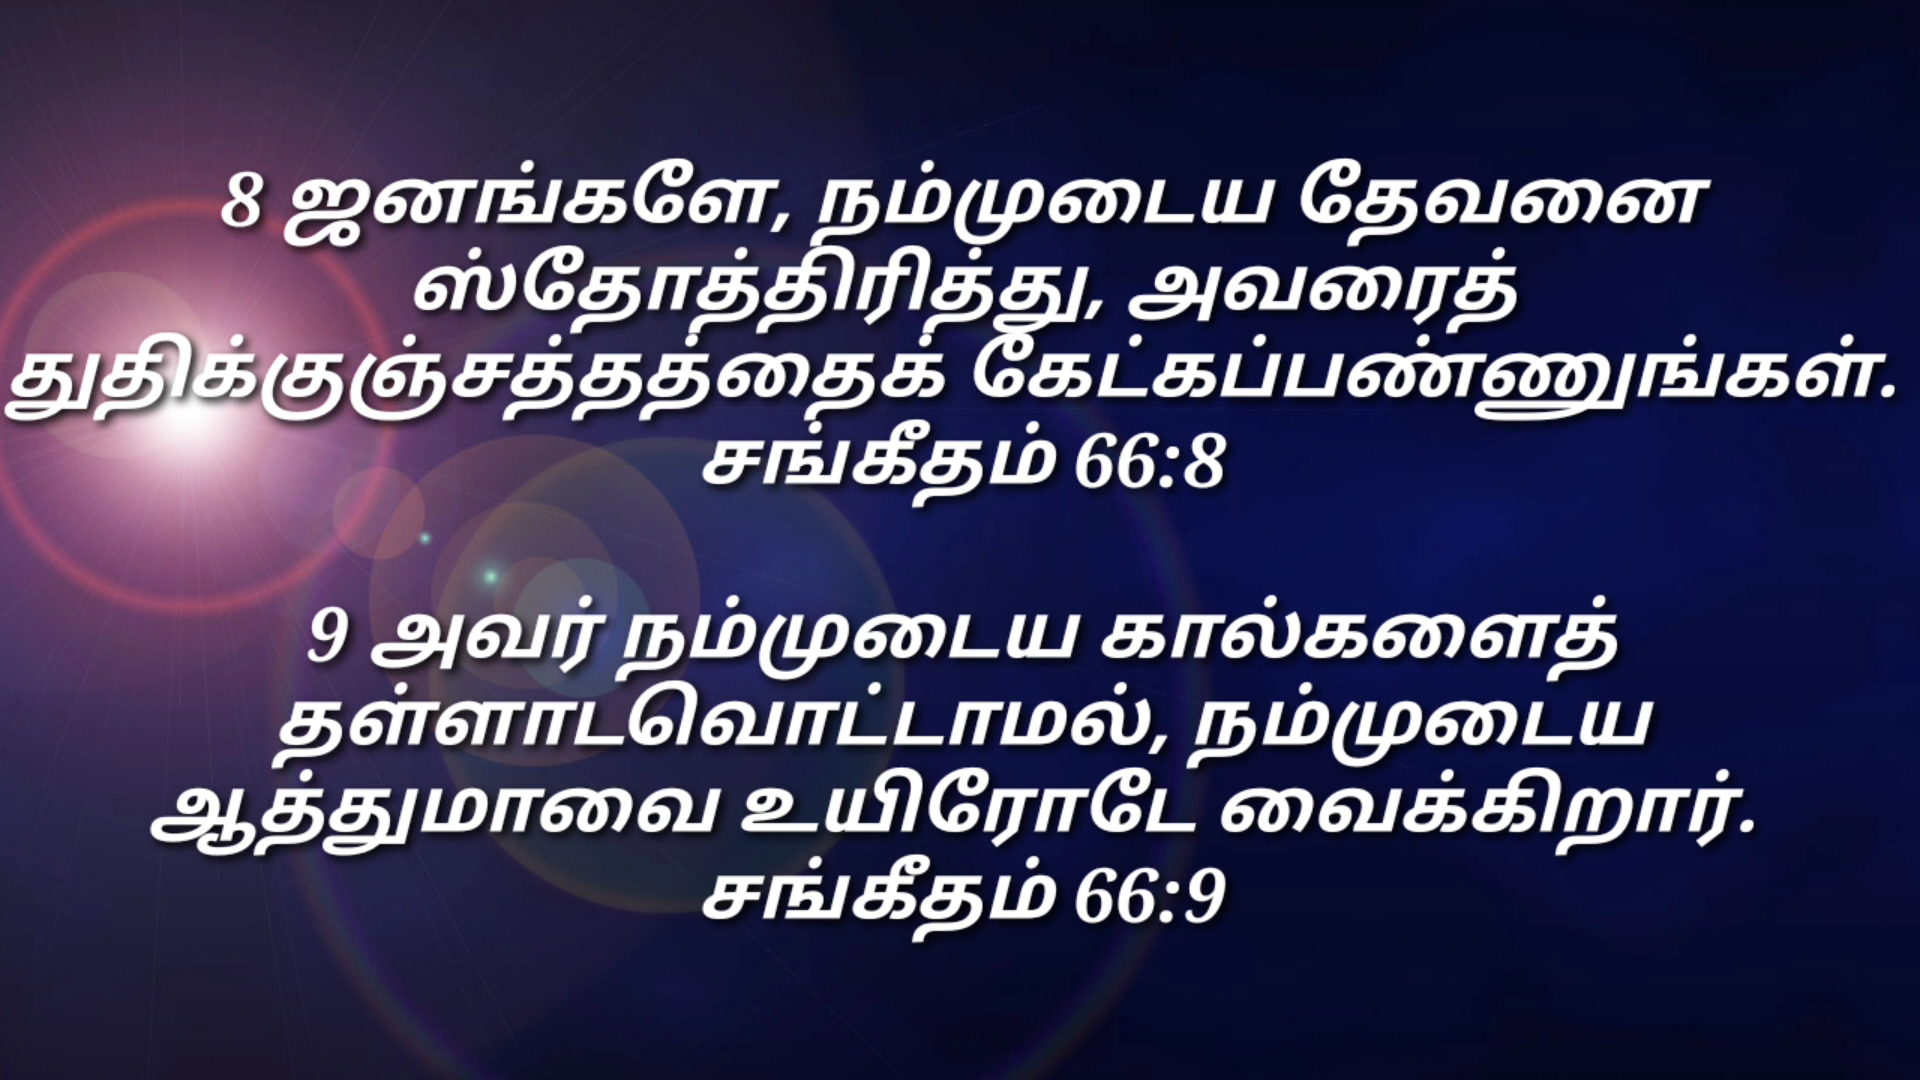 8 ஜனங்களே, நம்முடைய தேவனை
ஸ்தோத்திரித்து, அவரைத்
துதிக்குஞ்சத்தத்தைக் கேட்கப்பண்ணுங்கள்.
சங்கீதம் 66:8
9 அவர் நம்முடைய கால்களைத்
தள்ளாடவொட்டாமல், நம்முடைய
ஆத்துமாவை உயிரோடே வைக்கிறார்.
சங்கீதம் 66:9